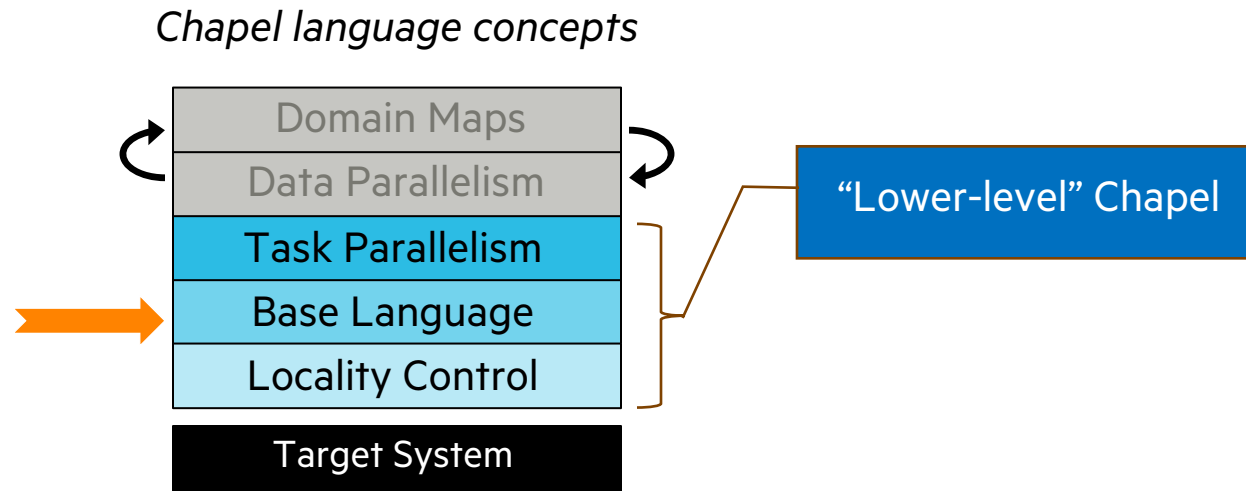 Chapel language concepts
Domain Maps
Data Parallelism
Task Parallelism
Base Language
Locality Control
Target System
“Lower-level” Chapel